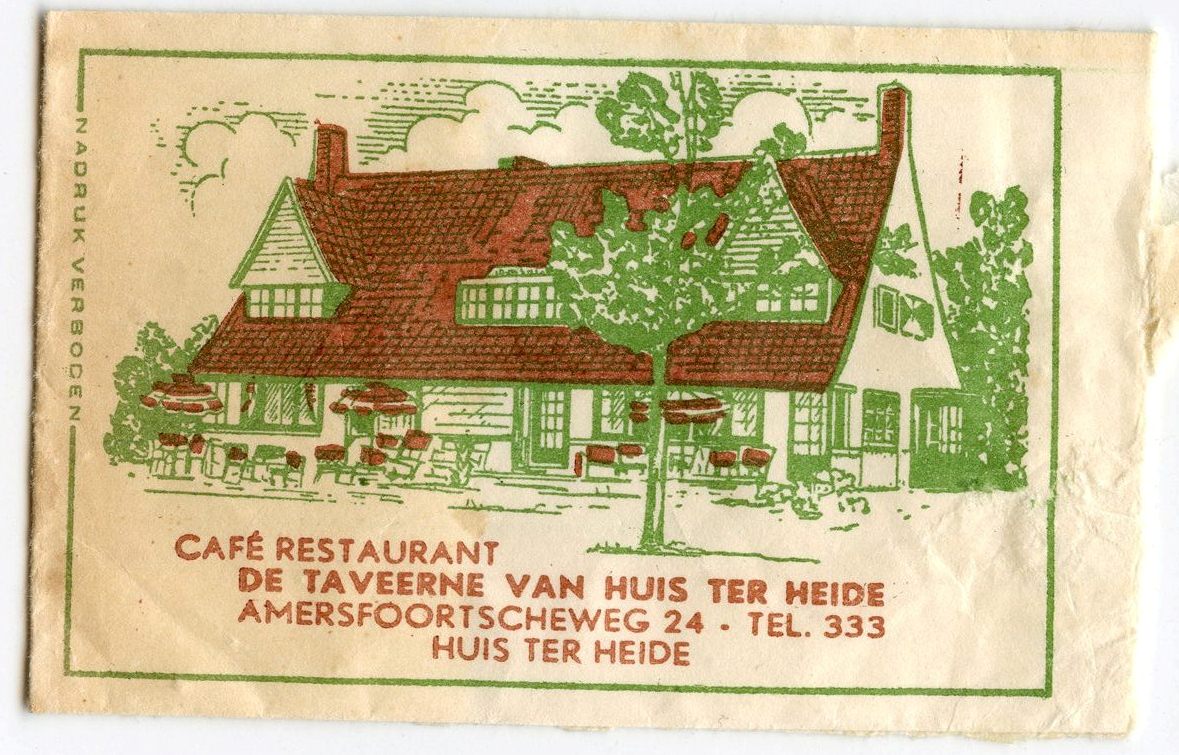 NADRUK VERBODEN
CAFÉ RESTAURANT
DE TAVEERNE VAN HUIS TER HEIDE
AMERSFOORTSCHEWEG 24 - TEL. 333
HUIS TER HEIDE